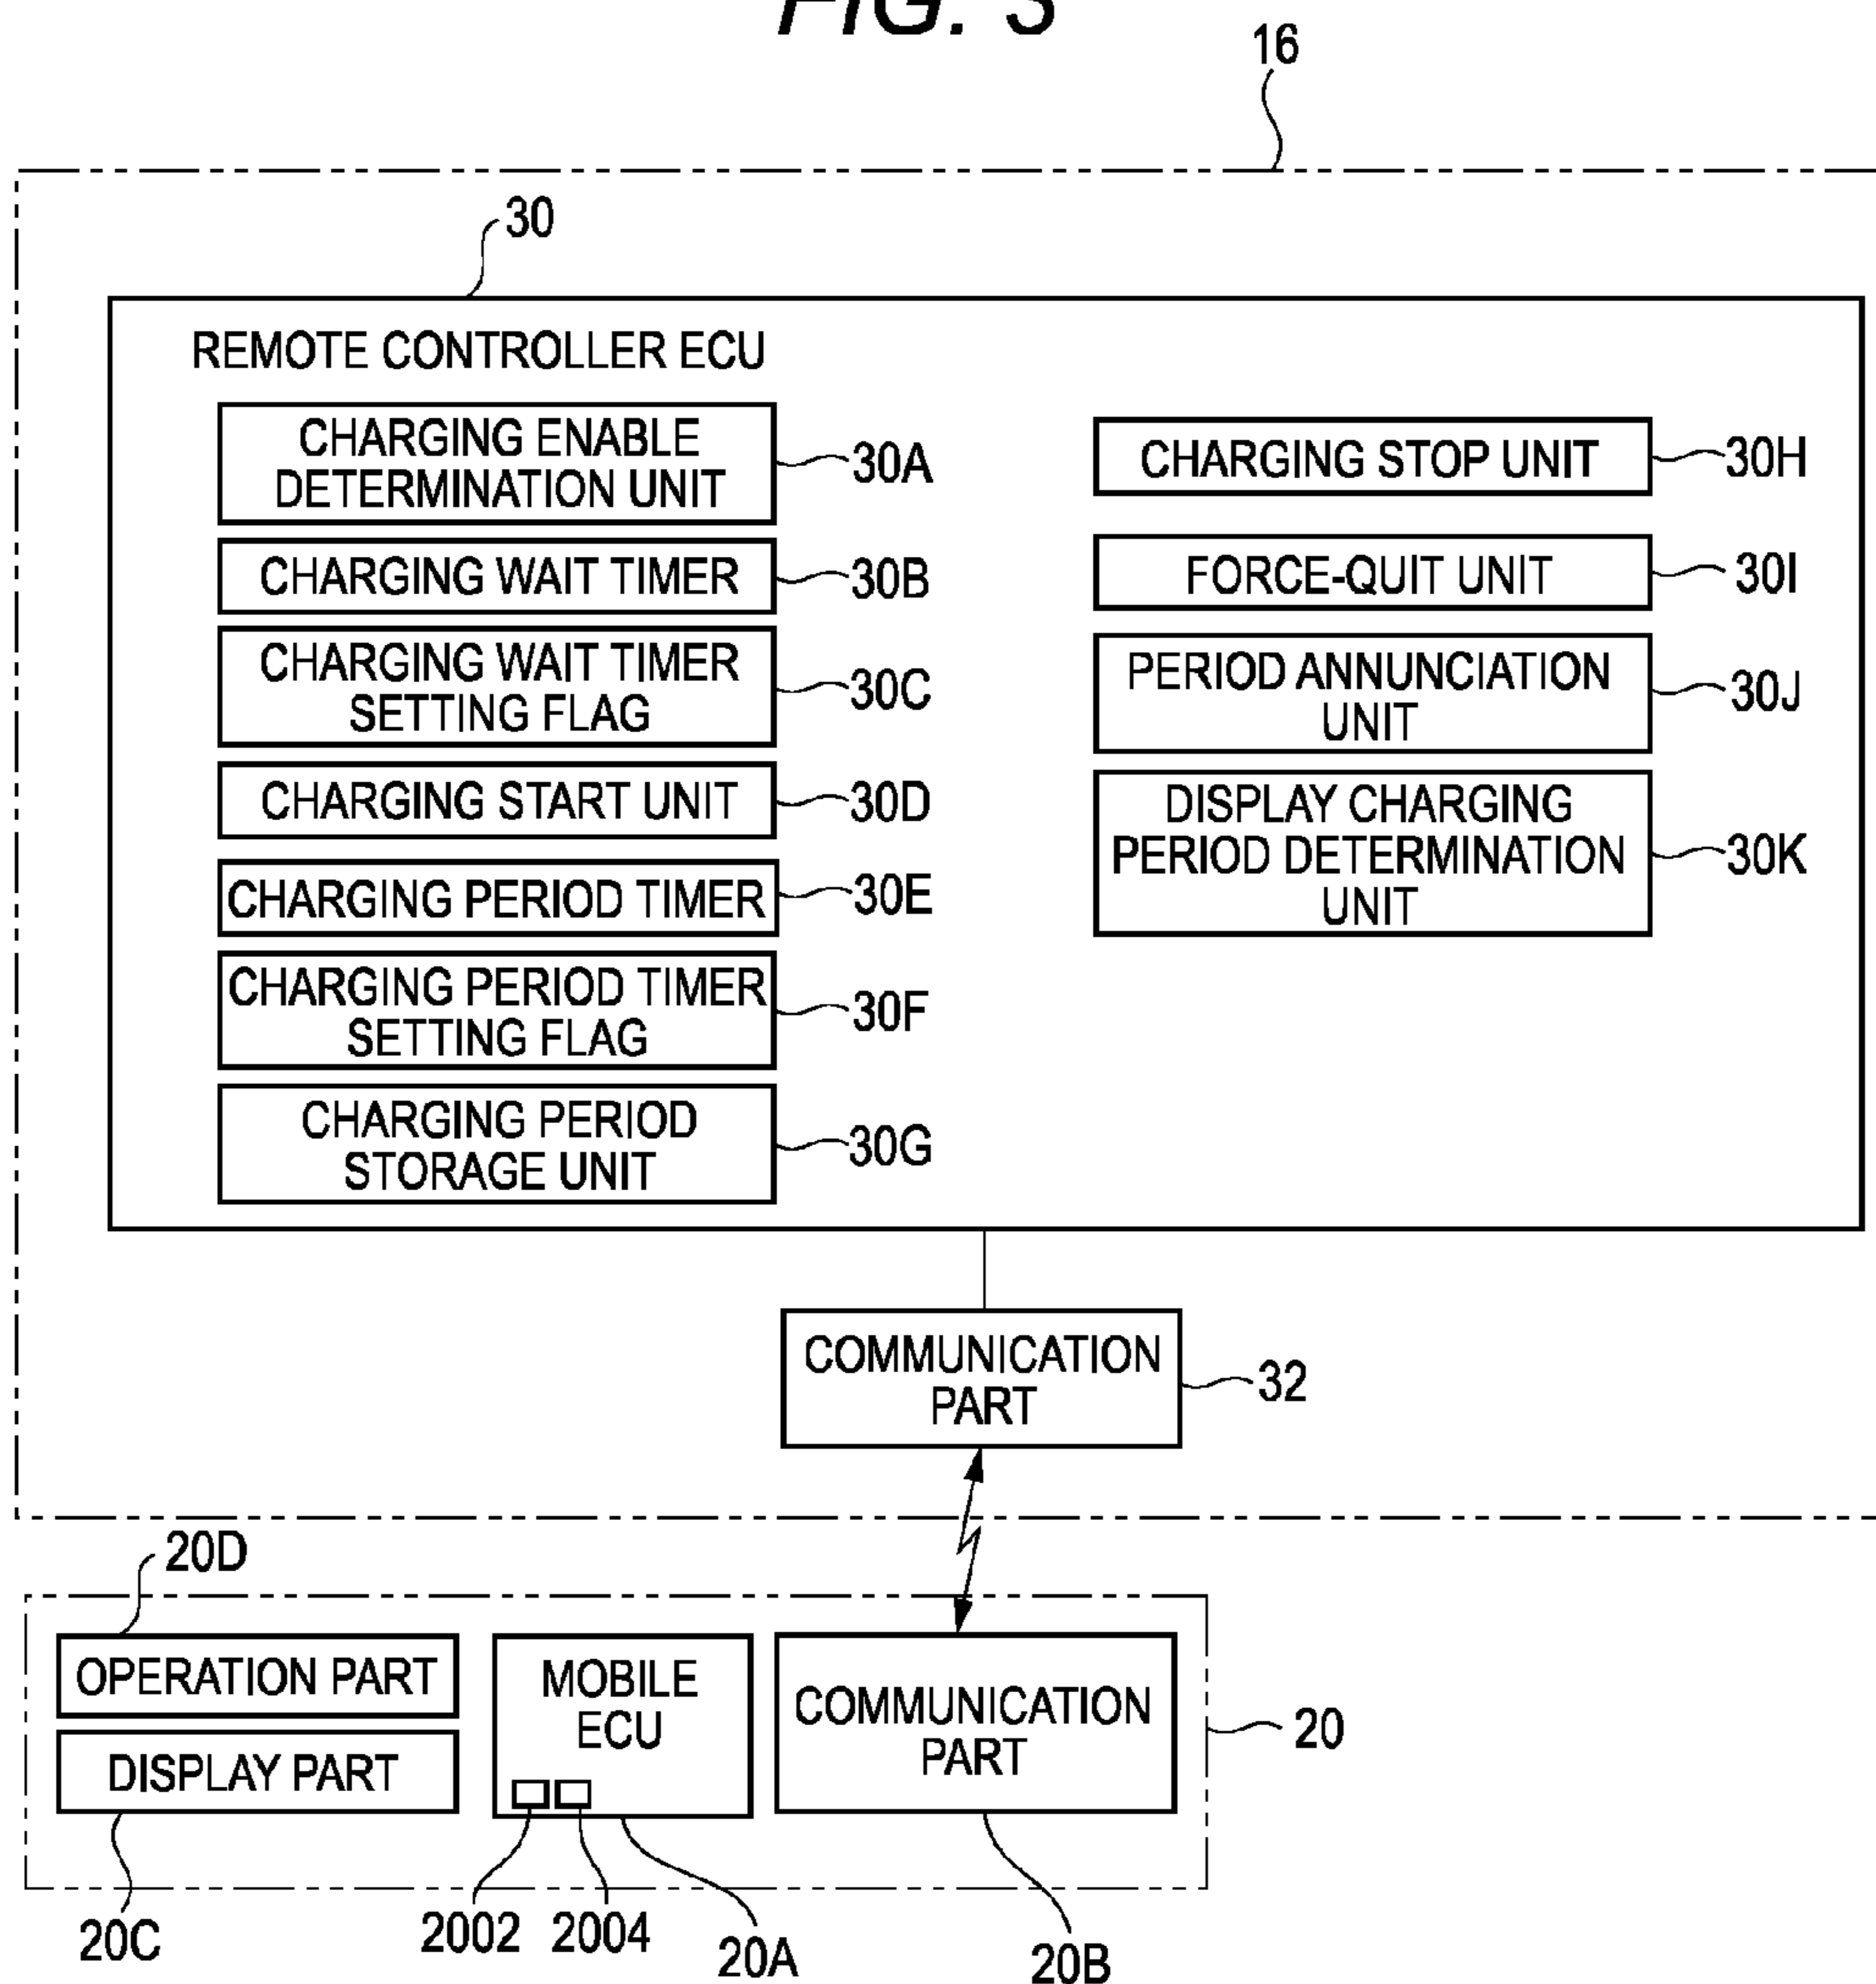 FIG. 3
16
30
REMOTE CONTROLLER ECU
CHARGING ENABLE
DETERMINATION UNIT
30A
CHARGING WAIT TIMER
30B
CHARGING WAIT TIMER
SETTING FLAG
30C
CHARGING START UNIT
30D
CHARGING PERIOD TIMER
30E
CHARGING PERIOD TIMER
SETTING FLAG
30F
CHARGING PERIOD
STORAGE UNIT
30G
CHARGING STOP UNIT
30H
FORCE-QUIT UNIT
30I
PERIOD ANNUNCIATION
UNIT
30J
DISPLAY CHARGING
PERIOD DETERMINATION
UNIT
30K
COMMUNICATION
PART
32
20D
OPERATION PART
DISPLAY PART
MOBILE
ECU
COMMUNICATION
PART
20
20C
2002
2004
20A
20B